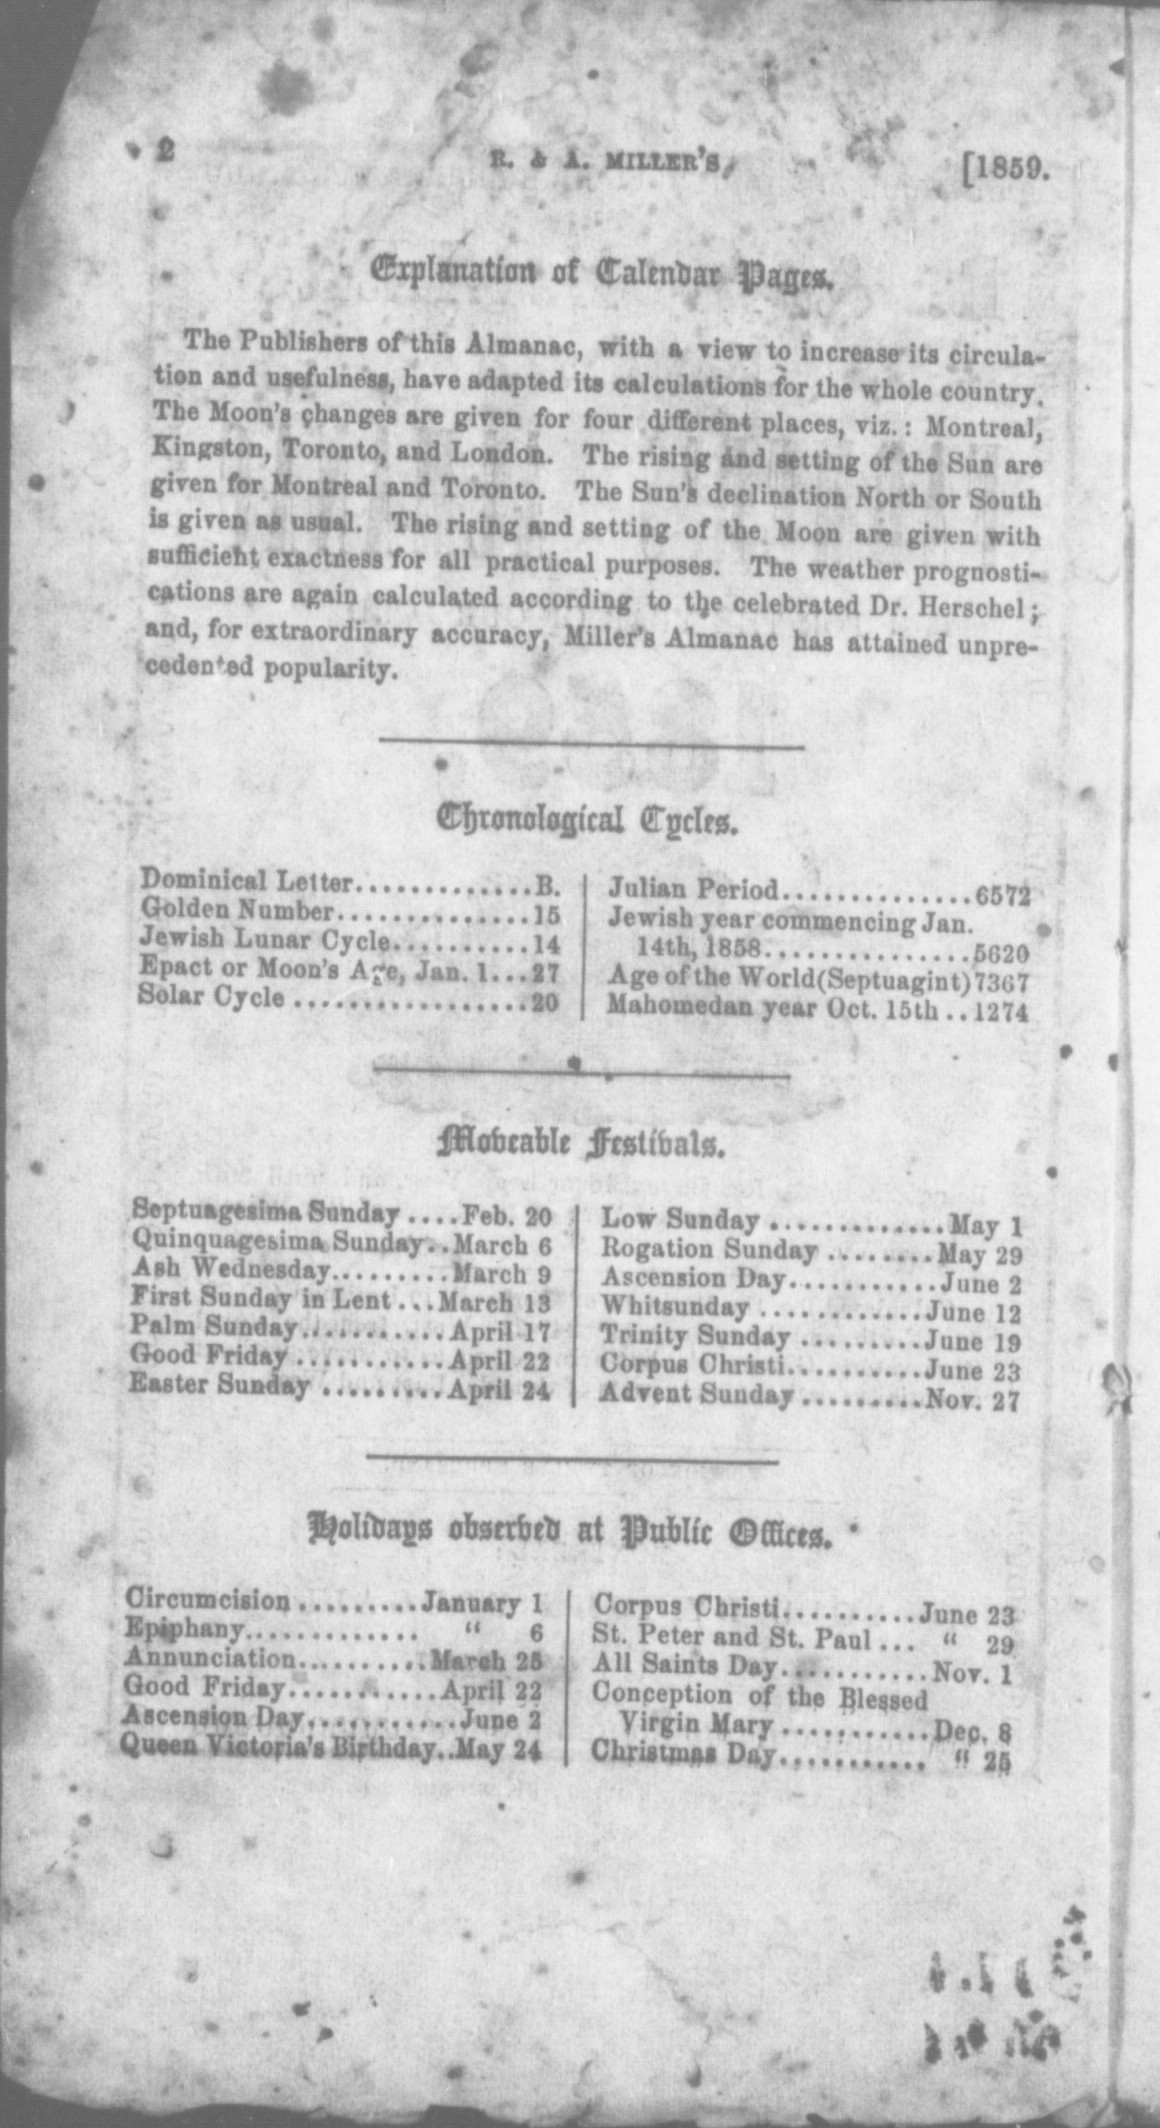 2 R. & A. MILLER'S [1859.
Explanation of Calendar Pages.
The Publishers of this Almanac, with a view to increase its circula-
tion and usefulness, have adapted its calculations for the whole country.
The Moon's changes are given for four different places, viz.: Montreal,
Kingston, Toronto, and London. The rising and setting of the Sun are
given for Montreal and Toronto. The Sun's declination North or South
is given as usual. The rising and setting of the Moon are given with
sufficient exactness for all practical purposes. The weather prognosti-
cations are again calculated according to the celebrated Dr. Herschel;
and, for extraordinary accuracy, Miller's Almanac has attained unpre-
cedented popularity.
Chronological Cycles.
Dominical Letter.............B.
Golden Number..............15
Jewish Lunar Cycle..........14
Epact or Moon's Age, Jan. 1...27
Solar Cycle .................20
Julian Period..............6572
Jewish year commencing Jan.
14th, 1858...............5620
Age of the World(Septuagint)7367
Mahomedan year Oct. 15th ..1274
Moveable Festivals.
Septuagesima Sunday ....Feb. 20
Quinquagesima Sunday..March 6
Ash Wednesday.........March 9
First Sunday in Lent...March 13
Palm Sunday...........April 17
Good Friday...........April 22
Easter Sunday .........April 24
Low Sunday .............May 1
Rogation Sunday ........May 29
Ascension Day...........June 2
Whitsunday ............June 12
Trinity Sunday .........June 19
Corpus Christi..........June 23
Advent Sunday .........Nov. 27
Holidays observed at Public Offices.
Circumcision .........January 1
Epiphany............. " 6
Annunciation..........March 25
Good Friday...........April 22
Ascension Day...........June 2
Queen Victoria's Birthday..May 24
Corpus Christi..........June 23
St. Peter and St. Paul ... " 29
All Saints Day...........Nov. 1
Conception of the Blessed
Virgin Mary ...........Dec. 8
Christmas Day........... " 25